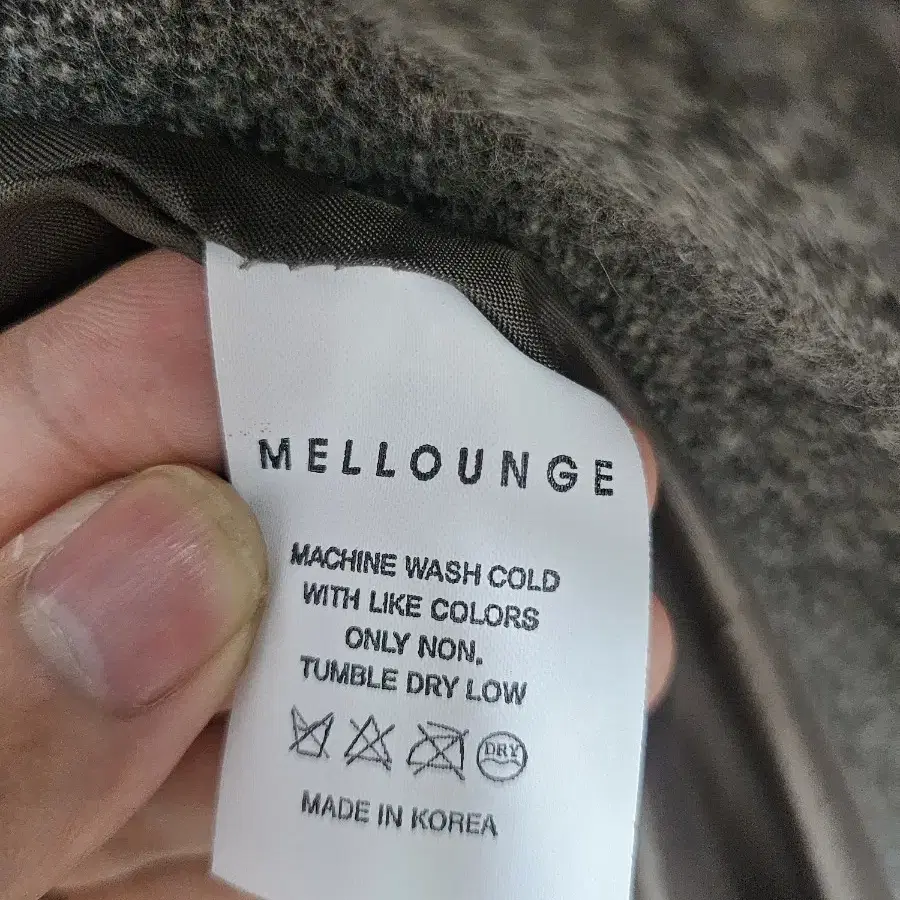 MELLOUNGE
MACHINE WASH COLD
WITH LIKE COLORS
ONLY NON.
TUMBLE DRY LOW
DRY
MADE IN KOREA